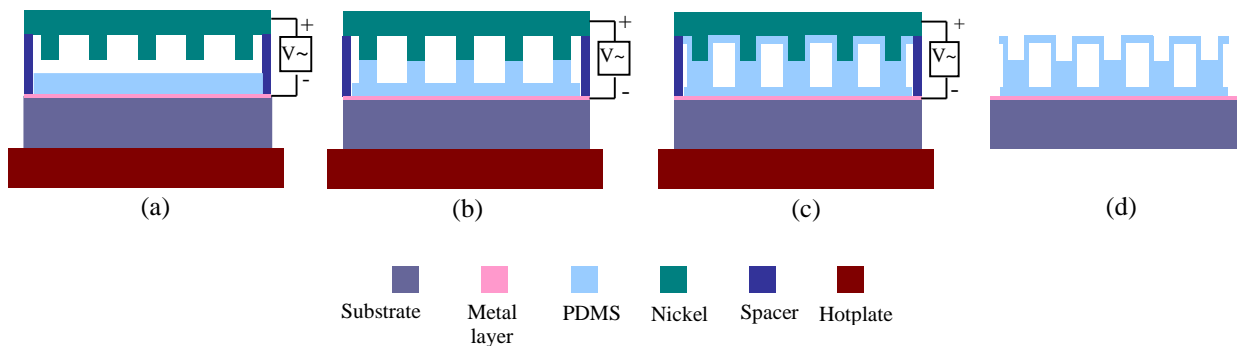 +
V~
-
+
V~
-
+
V~
-
(a)
(b)
(c)
(d)
Substrate
Metal
layer
PDMS
Nickel
Spacer
Hotplate